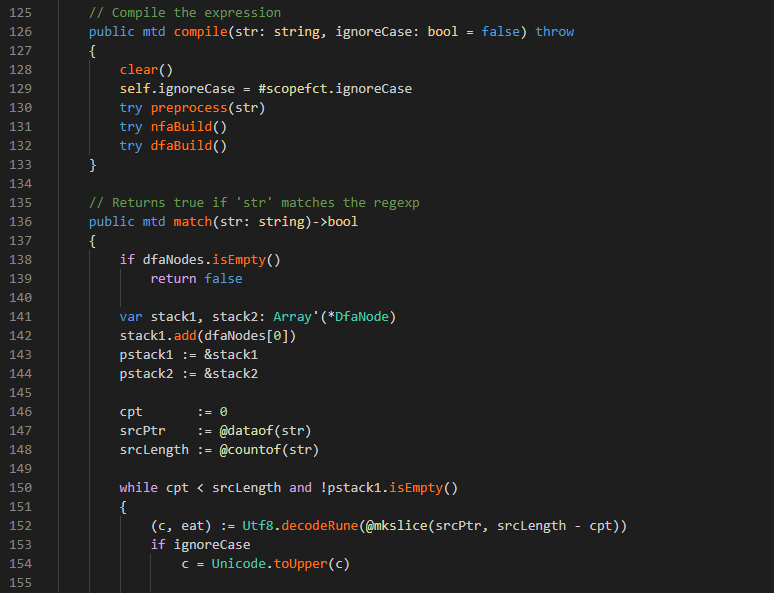 125 // Compile the expression
126 public mtd compile(str: string, ignoreCase: bool = false) throw
127 {
128     clear()
129     self.ignoreCase = #scopefct.ignoreCase
130     try preprocess(str)
131     try nfaBuild()
132     try dfaBuild()
133 }
134
135 // Returns true if 'str' matches the regexp
136 public mtd match(str: string)->bool
137 {
138     if dfaNodes.isEmpty()
139         return false
140
141     var stack1, stack2: Array'(*DfaNode)
142     stack1.add(dfaNodes[0])
143     pstack1 := &stack1
144     pstack2 := &stack2
145
146     cpt       := 0
147     srcPtr    := @dataof(str)
148     srcLength := @countof(str)
149
150     while cpt < srcLength and !pstack1.isEmpty()
151     {
152         (c, eat) := Utf8.decodeRune(@mkslice(srcPtr, srcLength - cpt))
153         if ignoreCase
154             c = Unicode.toUpper(c)
155